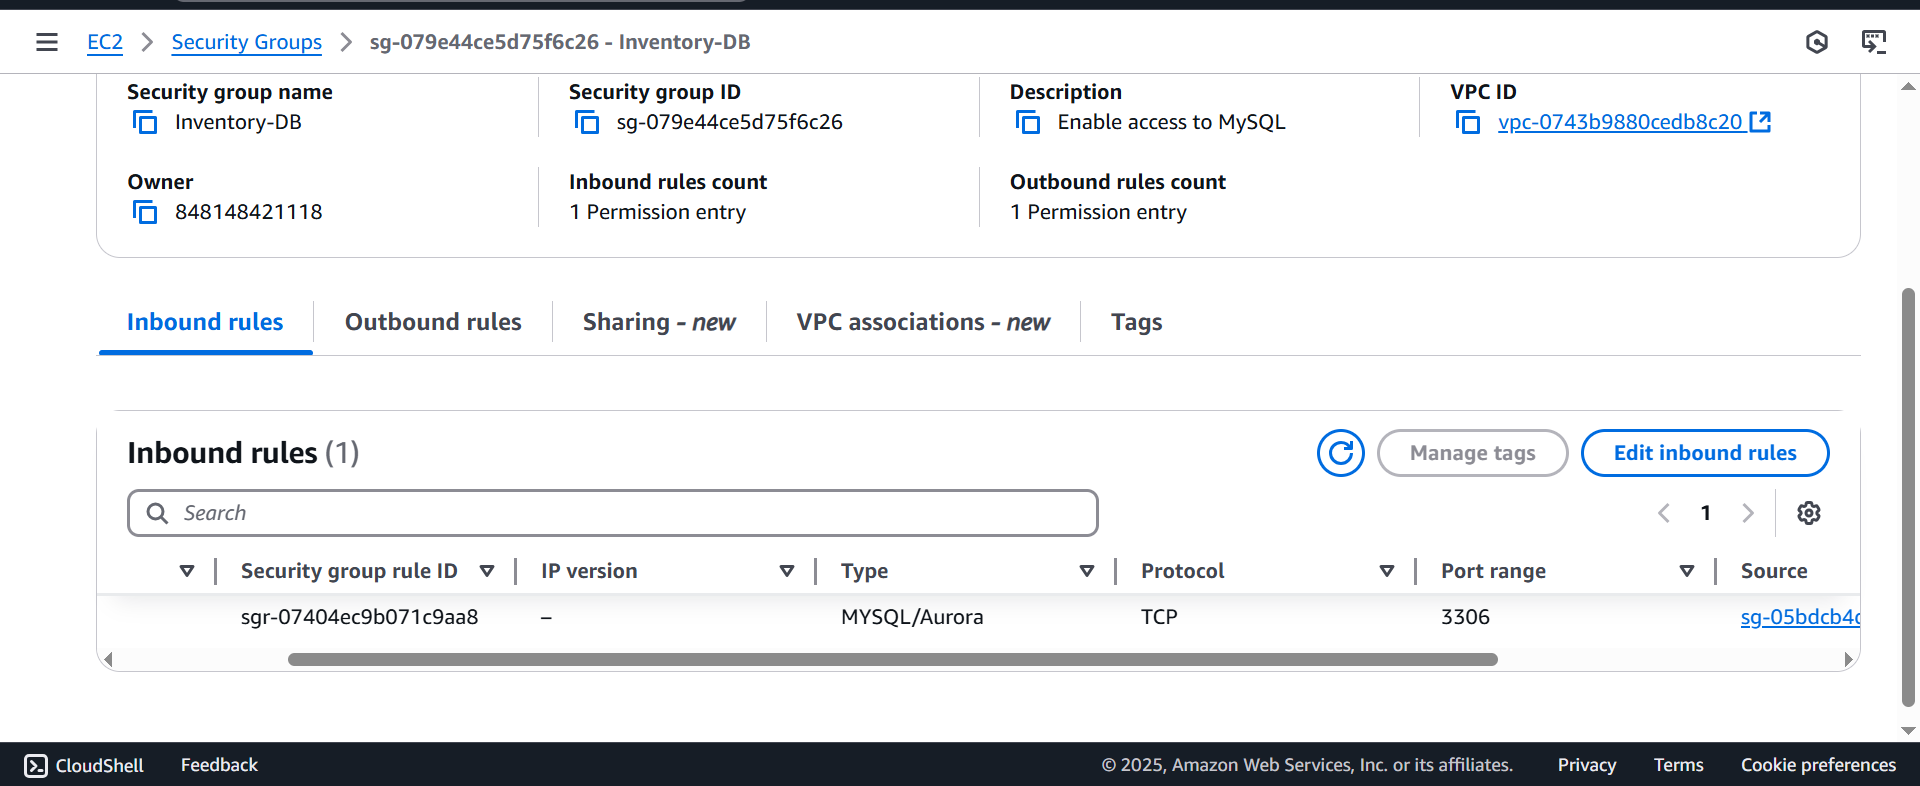 EC2 > Security Groups > sg-079e44ce5d75f6c26 - Inventory-DB
Security group name Security group ID Description VPC ID
Inventory-DB sg-079e44ce5d75f6c26 Enable access to MySQL vpc-0743b9880cedb8c20
Owner Inbound rules count Outbound rules count
848148421118 1 Permission entry 1 Permission entry
Inbound rules Outbound rules Sharing - new VPC associations - new Tags
Inbound rules (1) Manage tags Edit inbound rules
Search 1
Security group rule ID IP version Type Protocol Port range Source
sgr-07404ec9b071c9aa8 – MYSQL/Aurora TCP 3306 sg-05bdcb4
CloudShell Feedback © 2025, Amazon Web Services, Inc. or its affiliates. Privacy Terms Cookie preferences